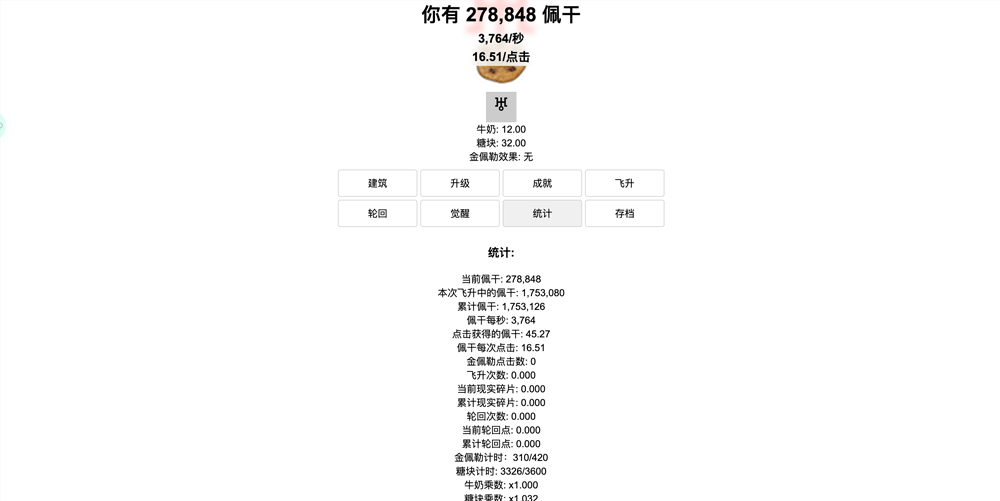 你有 278,848 佩干
3,764/秒
16.51/点击
牛奶: 12.00
糖块: 32.00
金佩勒效果: 无
建筑 升级 成就 飞升
轮回 觉醒 统计 存档
统计:
当前佩干: 278,848
本次飞升中的佩干: 1,753,080
累计佩干: 1,753,126
佩干每秒: 3,764
点击获得的佩干: 45.27
佩干每次点击: 16.51
金佩勒点击数: 0
飞升次数: 0.000
当前现实碎片: 0.000
累计现实碎片: 0.000
轮回次数: 0.000
当前轮回点: 0.000
累计轮回点: 0.000
金佩勒计时：310/420
糖块计时: 3326/3600
牛奶乘数: x1.000
糖块乘数: x1.032